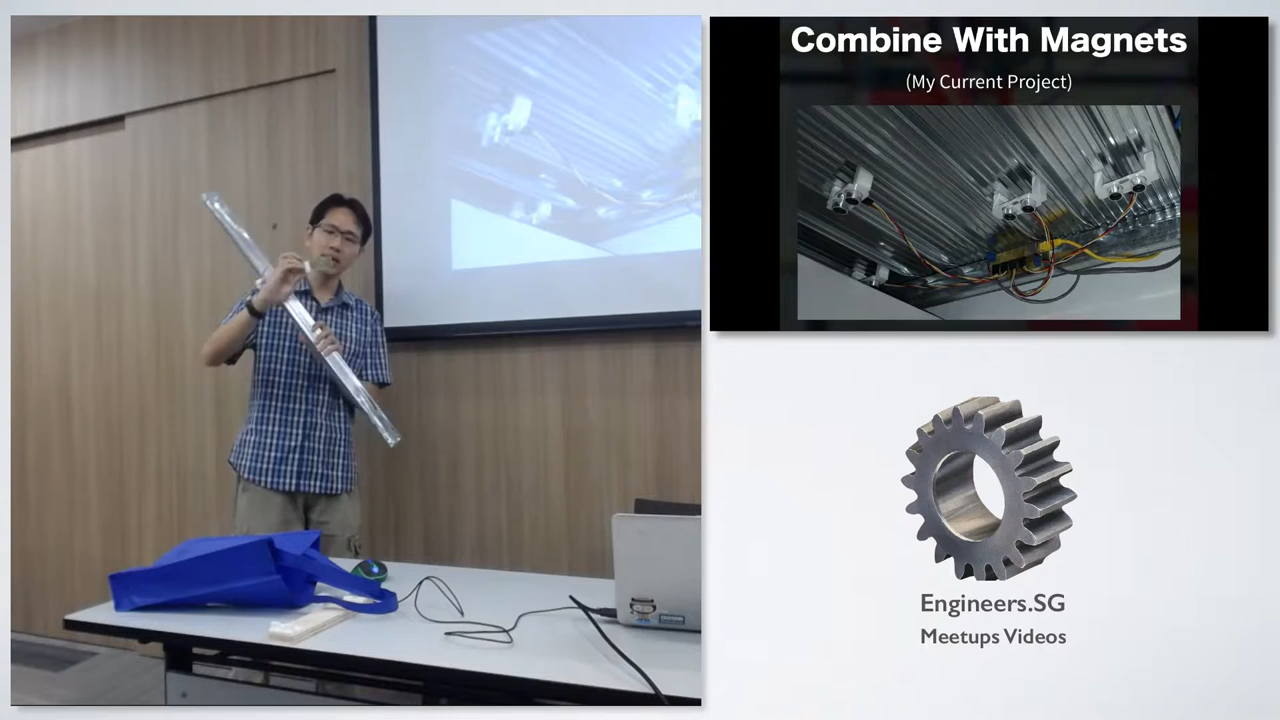 Combine With Magnets
(My Current Project)
Engineers.SG
Meetups Videos